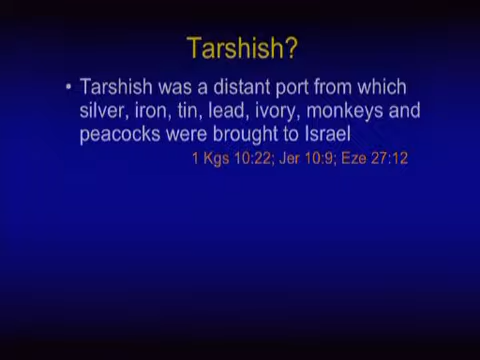 Tarshish?
• Tarshish was a distant port from which
silver, iron, tin, lead, ivory, monkeys and
peacocks were brought to Israel
1 Kgs 10:22; Jer 10:9; Eze 27:12